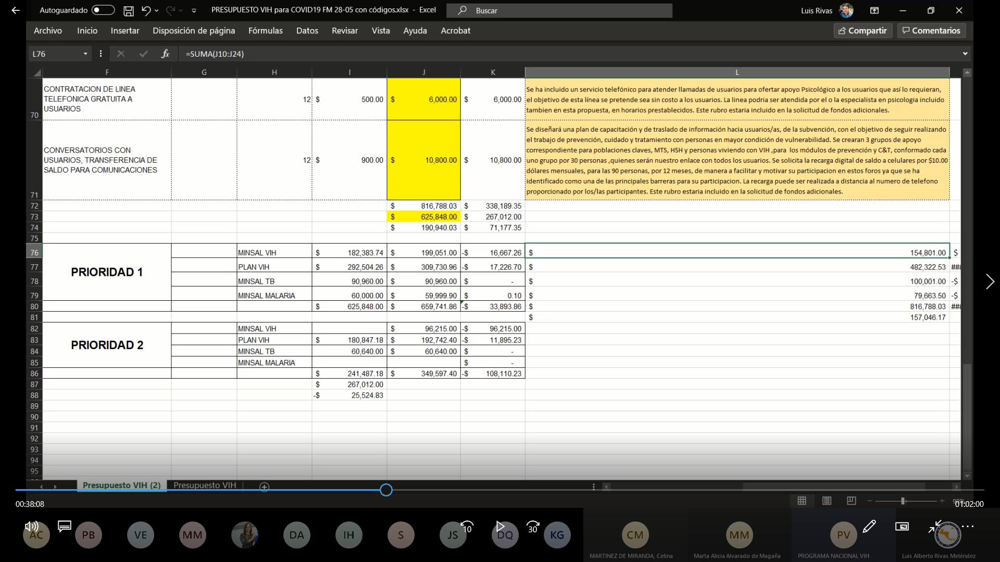 Autoguardado
PRESUPUESTO VIH para COVID19 FM 28-05 con códigos.xlsx - Excel
Buscar
Luis Rivas
Archivo Inicio Insertar Disposición de página Fórmulas Datos Revisar Vista Ayuda Acrobat
Compartir Comentarios
L76 fx =SUMA(J10:J24)
F G H I J K L
70 CONTRATACION DE LINEA
TELEFONICA GRATUITA A
USUARIOS
12 $ 500.00 $ 6,000.00 $ 6,000.00
Se ha incluido un servicio telefónico para atender llamadas de usuarios para ofertar apoyo Psicológico a los usuarios que así lo requieran,
el objetivo de esta línea se pretende sea sin costo a los usuarios. La linea podria ser atendida por el o la especialista en psicologia incluido
tambien en esta propuesta, en horarios prestablecidos. Este rubro estaria incluido en la solicitud de fondos adicionales.
71 CONVERSATORIOS CON
USUARIOS, TRANSFERENCIA DE
SALDO PARA COMUNICACIONES
12 $ 900.00 $ 10,800.00 $ 10,800.00
Se diseñará una plan de capacitación y de traslado de información hacia usuarios/as, de la subvención, con el objetivo de seguir realizando
el trabajo de prevención, cuidado y tratamiento con personas en mayor condición de vulnerabilidad. Se crearan 3 grupos de apoyo
correspondiente para poblaciones claves, MTS, HSH y personas viviendo con VIH ,para los módulos de prevención y C&T, conformado cada
uno grupo por 30 personas ,quienes serán nuestro enlace con todos los usuarios. Se solicita la recarga digital de saldo a celulares por $10.00
dólares mensuales, para las 90 personas, por 12 meses, de manera a facilitar y motivar su participacion en estos foros ya que se ha
identificado como una de las principales barreras para su participacion. La recarga puede ser realizada a distancia al numero de telefono
proporcionado por los/las participantes. Este rubro estaria incluido en la solicitud de fondos adicionales.
72 $ 816,788.03 $ 338,189.35
73 $ 625,848.00 $ 267,012.00
74 $ 190,940.03 $ 71,177.35
75
PRIORIDAD 1
76 MINSAL VIH $ 182,383.74 $ 199,051.00 -$ 16,667.26 $ 154,801.00 $
77 PLAN VIH $ 292,504.26 $ 309,730.96 -$ 17,226.70 $ 482,322.53 ###
78 MINSAL TB 90,960.00 $ 90,960.00 $ - $ 100,001.00 -$
79 MINSAL MALARIA 60,000.00 $ 59,999.90 $ 0.10 $ 79,663.50 -$
80 $ 625,848.00 $ 659,741.86 -$ 33,893.86 $ 816,788.03 ###
81 $ 157,046.17
PRIORIDAD 2
82 MINSAL VIH $ 96,215.00 -$ 96,215.00
83 PLAN VIH $ 180,847.18 $ 192,742.40 -$ 11,895.23
84 MINSAL TB 60,640.00 $ 60,640.00 $ -
85 MINSAL MALARIA $ -
86 $ 241,487.18 $ 349,597.40 -$ 108,110.23
87 $ 267,012.00
88 -$ 25,524.83
89
90
91
92
93
94
95
Presupuesto VIH (2) Presupuesto VIH
00:38:08
01:02:00
AC PB VE MM DA IH S JS 10 DQ 30 KG CM MM PV
MARTINEZ DE MIRANDA, Celina
Marta Alicia Alvarado de Magaña
PROGRAMA NACIONAL VIH
Luis Alberto Rivas Meléndez